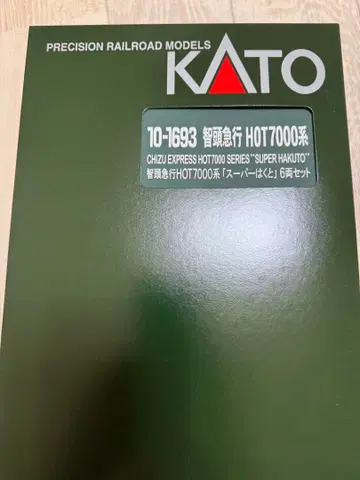 PRECISION RAILROAD MODELS
KATO
10-1693 智頭急行 HOT7000系
CHIZU EXPRESS HOT7000 SERIES "SUPER HAKUTO"
智頭急行HOT7000系「スーパーはくと」6両セット